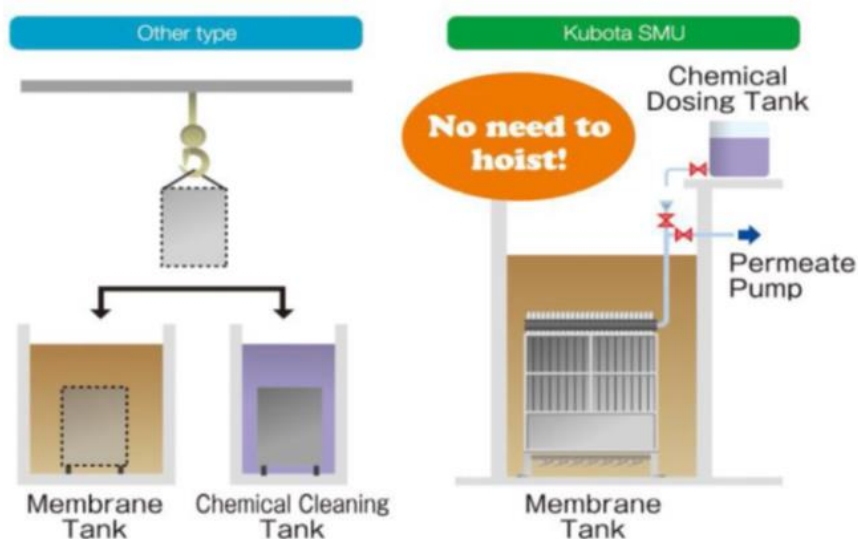 Other type
Kubota SMU
Chemical
Dosing Tank
No need to
hoist!
Permeate
Pump
Membrane
Tank
Chemical Cleaning
Tank
Membrane
Tank